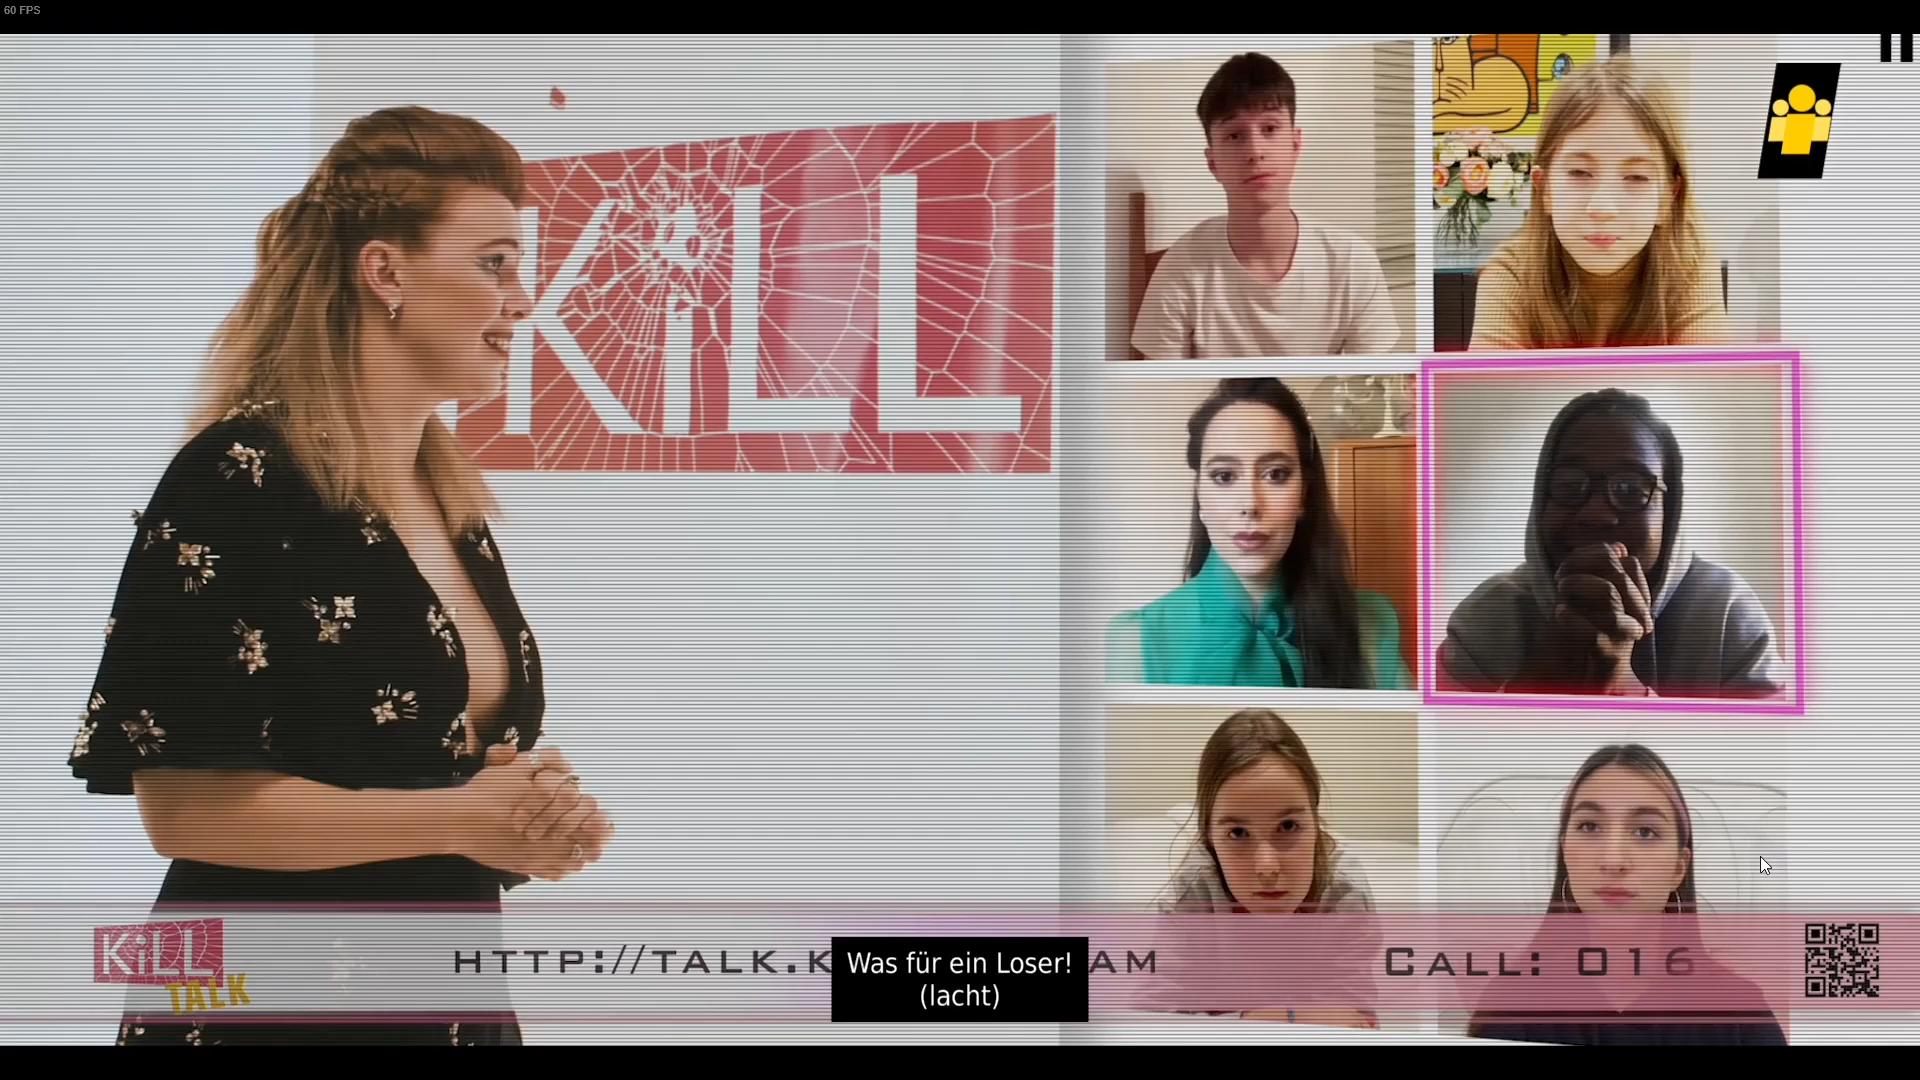 60 FPS
KiLL
KiLL
TALK
HTTP://TALK.K
AM
CALL: 016
Was für ein Loser!
(lacht)